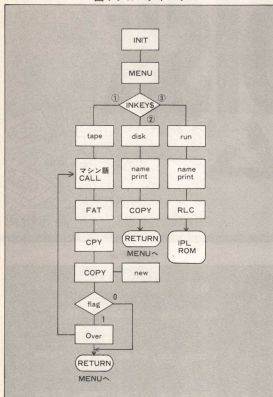 INIT
MENU
INKEY$
①
②
③
tape
disk
run
マシン語
CALL
name
print
name
print
FAT
COPY
RLC
CPY
RETURN
MENUへ
IPL
ROM
COPY
new
flag
0
1
Over
RETURN
MENUへ